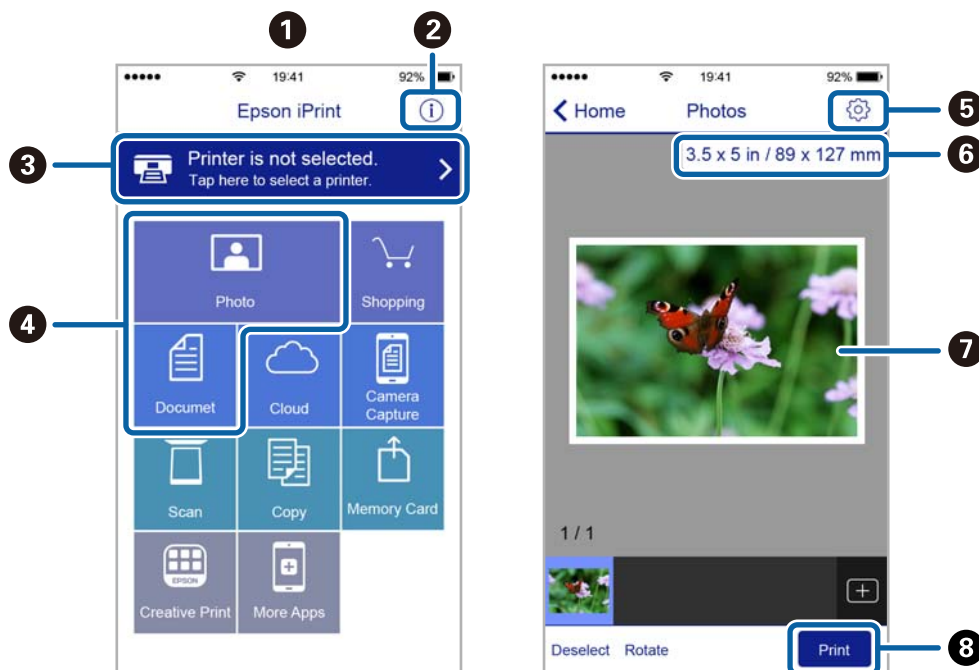 1
2
19:41
92%
Epson iPrint
3
Printer is not selected.
Tap here to select a printer.
4
Photo
Shopping
Documet
Cloud
Camera
Capture
Scan
Copy
Memory Card
EPSON
Creative Print
More Apps
19:41
92%
Home
Photos
5
3.5 x 5 in / 89 x 127 mm
6
7
1 / 1
Deselect
Rotate
Print
8